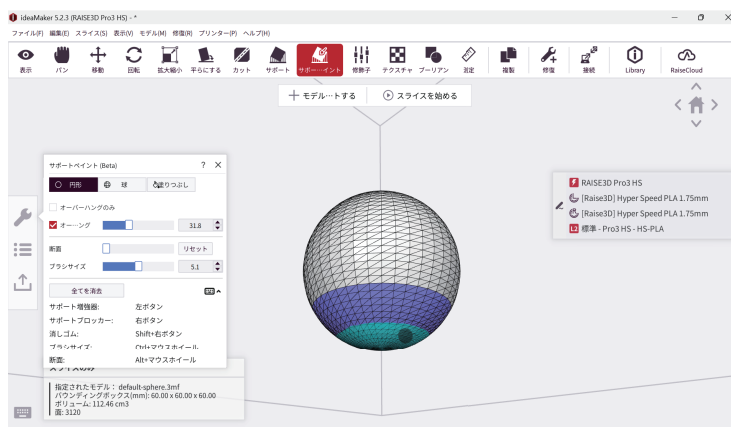 ideaMaker 5.2.3 (RAISE3D Pro3 HS) - *
ファイル(F) 編集(E) スライス(S) 表示(V) モデル(M) 修復(R) プリンター(P) ヘルプ(H)
表示 パン 移動 回転 拡大縮小 平らにする カット サポート サポー…イント 修飾子 テクスチャ ブーリアン 測定 複製 修復 接続 Library RaiseCloud
モデル…トする スライスを始める
サポートペイント (Beta) ? ×
円形 球 塗りつぶし
オーバーハングのみ
オー…ング 31.8
断面 リセット
ブラシサイズ 5.1
全てを消去
サポート増強器: 左ボタン
サポートブロッカー: 右ボタン
消しゴム: Shift+右ボタン
ブラシサイズ: Ctrl+マウスホイール
断面: Alt+マウスホイール
スライスのみ
指定されたモデル: default-sphere.3mf
バウンディングボックス(mm): 60.00 x 60.00 x 60.00
ボリューム: 112.46 cm3
面: 3120
RAISE3D Pro3 HS
[Raise3D] Hyper Speed PLA 1.75mm
[Raise3D] Hyper Speed PLA 1.75mm
L2 標準 - Pro3 HS - HS-PLA